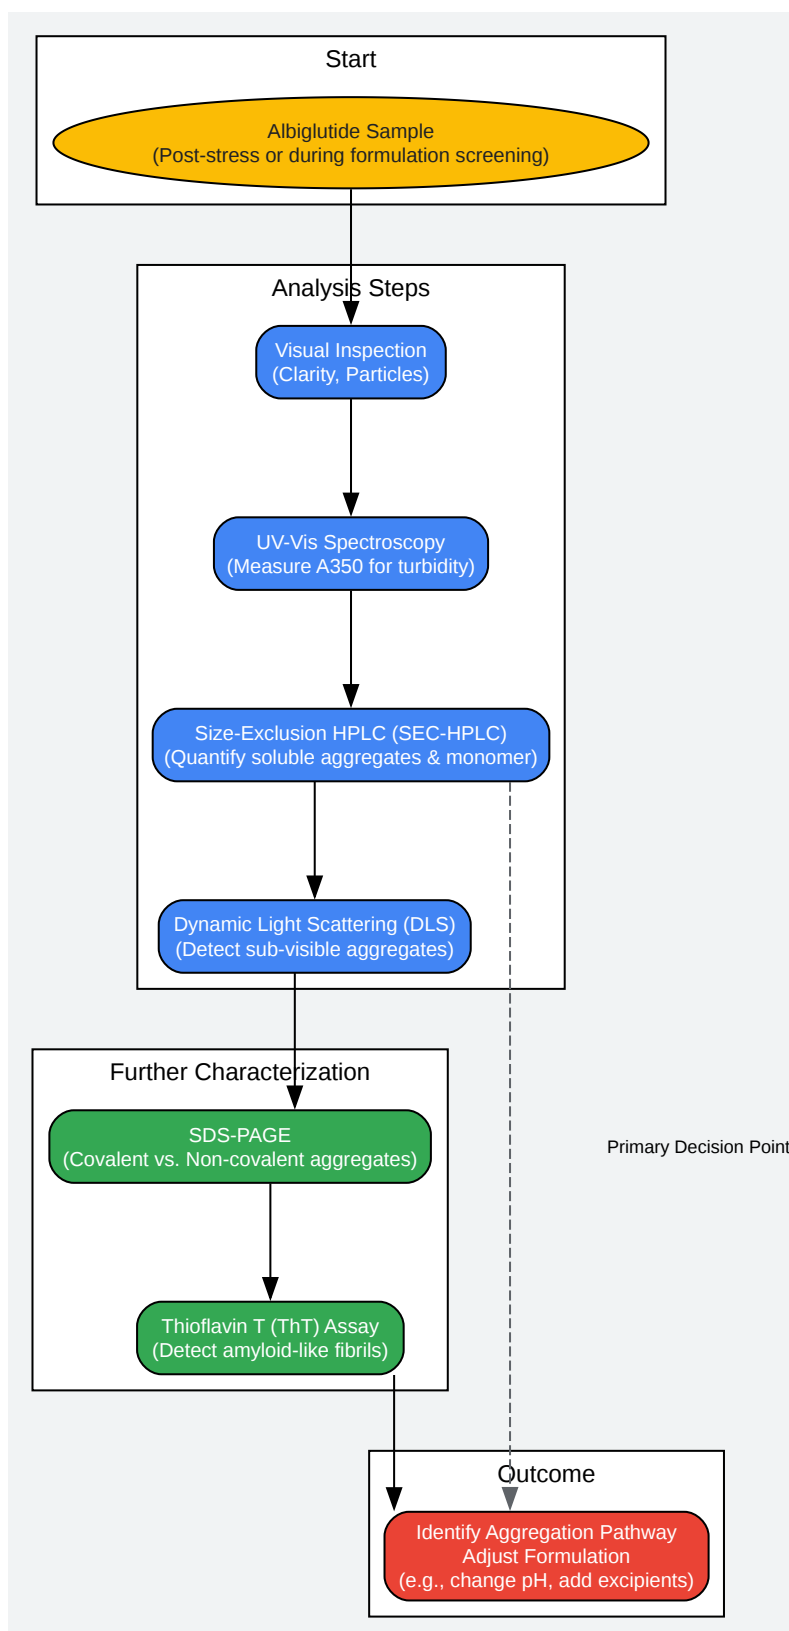 Start
Albiglutide Sample
(Post-stress or during formulation screening)
Analysis Steps
Visual Inspection
(Clarity, Particles)
UV-Vis Spectroscopy
(Measure A350 for turbidity)
Size-Exclusion HPLC (SEC-HPLC)
(Quantify soluble aggregates & monomer)
Dynamic Light Scattering (DLS)
(Detect sub-visible aggregates)
Further Characterization
SDS-PAGE
(Covalent vs. Non-covalent aggregates)
Primary Decision Point
Thioflavin T (ThT) Assay
(Detect amyloid-like fibrils)
Outcome
Identify Aggregation Pathway
Adjust Formulation
(e.g., change pH, add excipients)